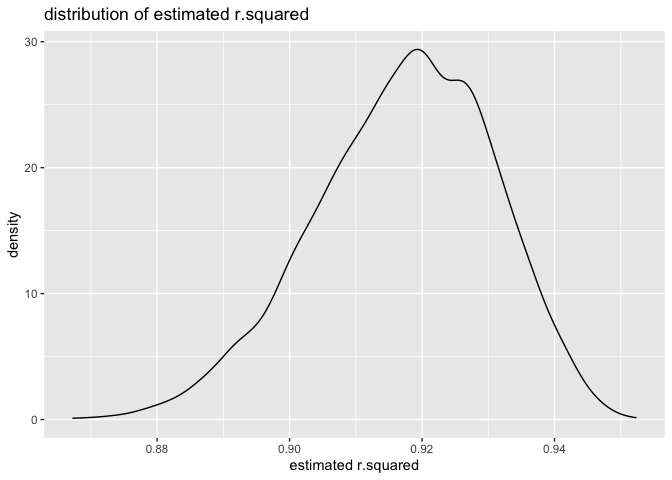 distribution of estimated r.squared
30
20
10
0
density
0.88 0.90 0.92 0.94
estimated r.squared